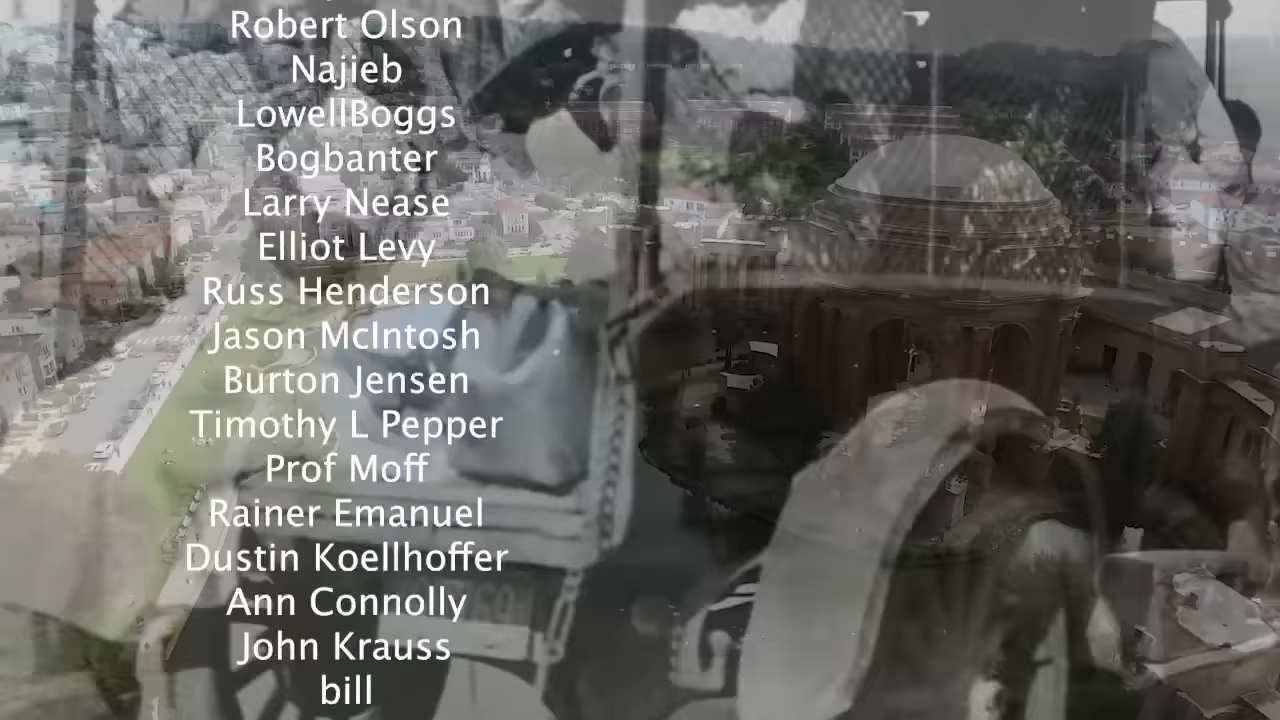 Robert Olson
Najieb
LowellBoggs
Bogbanter
Larry Nease
Elliot Levy
Russ Henderson
Jason McIntosh
Burton Jensen
Timothy L Pepper
Prof Moff
Rainer Emanuel
Dustin Koellhoffer
Ann Connolly
John Krauss
bill